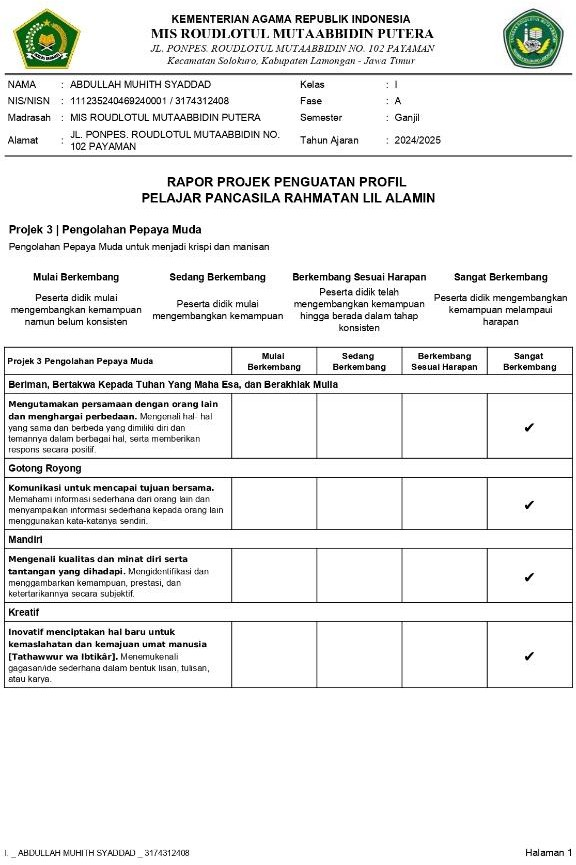 KEMENTERIAN AGAMA REPUBLIK INDONESIA
MIS ROUDLOTUL MUTAABBIDIN PUTERA
JL. PONPES. ROUDLOTUL MUTAABBIDIN NO. 102 PAYAMAN
Kecamatan Solokuro, Kabupaten Lamongan - Jawa Timur
NAMA : ABDULLAH MUHITH SYADDAD Kelas : I
NIS/NISN : 111235240469240001 / 3174312408 Fase : A
Madrasah : MIS ROUDLOTUL MUTAABBIDIN PUTERA Semester : Ganjil
Alamat : JL. PONPES. ROUDLOTUL MUTAABBIDIN NO. Tahun Ajaran : 2024/2025
102 PAYAMAN
RAPOR PROJEK PENGUATAN PROFIL
PELAJAR PANCASILA RAHMATAN LIL ALAMIN
Projek 3 | Pengolahan Pepaya Muda
Pengolahan Pepaya Muda untuk menjadi krispi dan manisan
Mulai Berkembang
Peserta didik mulai
mengembangkan kemampuan
namun belum konsisten
Sedang Berkembang
Peserta didik mulai
mengembangkan kemampuan
Berkembang Sesuai Harapan
Peserta didik telah
mengembangkan kemampuan
hingga berada dalam tahap
konsisten
Sangat Berkembang
Peserta didik mengembangkan
kemampuan melampaui
harapan
Projek 3 Pengolahan Pepaya Muda
Mulai
Berkembang
Sedang
Berkembang
Berkembang
Sesuai Harapan
Sangat
Berkembang
Beriman, Bertakwa Kepada Tuhan Yang Maha Esa, dan Berakhlak Mulia
Mengutamakan persamaan dengan orang lain
dan menghargai perbedaan. Mengenali hal- hal
yang sama dan berbeda yang dimiliki diri dan
temannya dalam berbagai hal, serta memberikan
respons secara positif.
✔
Gotong Royong
Komunikasi untuk mencapai tujuan bersama.
Memahami informasi sederhana dari orang lain dan
menyampaikan informasi sederhana kepada orang lain
menggunakan kata-katanya sendiri.
✔
Mandiri
Mengenali kualitas dan minat diri serta
tantangan yang dihadapi. Mengidentifikasi dan
menggambarkan kemampuan, prestasi, dan
ketertarikannya secara subjektif.
✔
Kreatif
Inovatif menciptakan hal baru untuk
kemaslahatan dan kemajuan umat manusia
[Tathawwur wa Ibtikâr]. Menemukenali
gagasan/ide sederhana dalam bentuk lisan, tulisan,
atau karya.
✔
I. _ ABDULLAH MUHITH SYADDAD _ 3174312408 Halaman 1